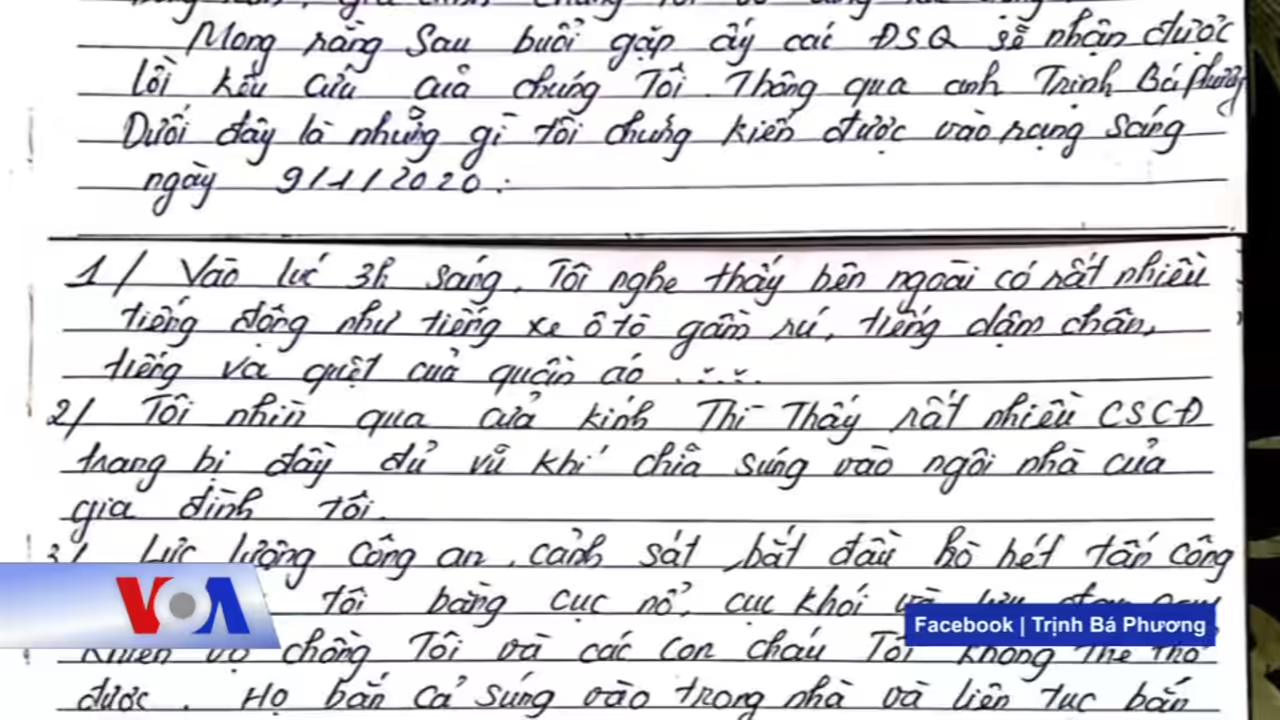 Mong rằng sau buổi gặp ấy các ĐSQ sẽ nhận được
lời kêu cứu của chúng Tôi. Thông qua anh Trịnh Bá Phương
Dưới đây là những gì tôi chứng kiến được vào rạng sáng
ngày 9/1/2020:
1/ Vào lúc 3h sáng. Tôi nghe thấy bên ngoài có rất nhiều
tiếng động như tiếng xe ô tô gầm rú, tiếng dậm chân,
tiếng va quệt của quần áo .....
2/ Tôi nhìn qua cửa kính Thì Thấy rất nhiều CSCĐ
trang bị đầy đủ vũ khí chĩa súng vào ngôi nhà của
gia đình tôi.
3/ Lực lượng công an, cảnh sát bắt đầu hò hét tấn công
tôi bằng cục nổ, cục khói và
VOA
Facebook | Trịnh Bá Phương
khiến vợ chồng Tôi và các con cháu Tôi không thể thở
được. Họ bắn cả súng vào trong nhà và liên tục bắn